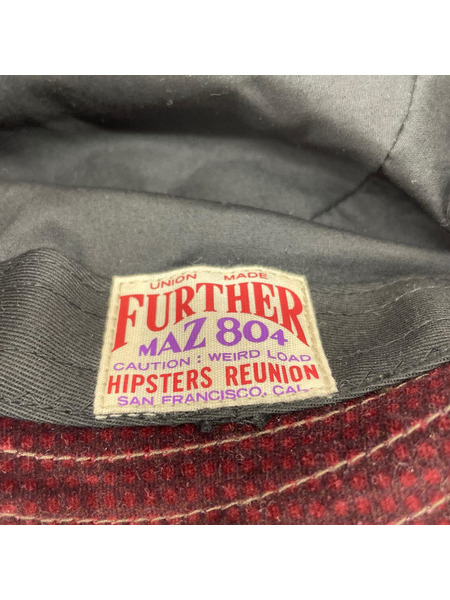 UNION MADE
FURTHER
MAZ 804
CAUTION : WEIRD LOAD
HIPSTERS REUNION
SAN FRANCISCO, CAL.